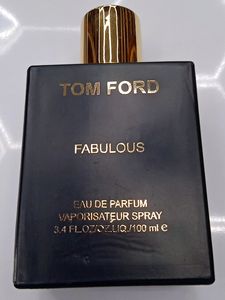 TOM FORD
FABULOUS
EAU DE PARFUM
VAPORISATEUR SPRAY
3.4 FL.OZ/OZ.LIQ./100 ml ℮